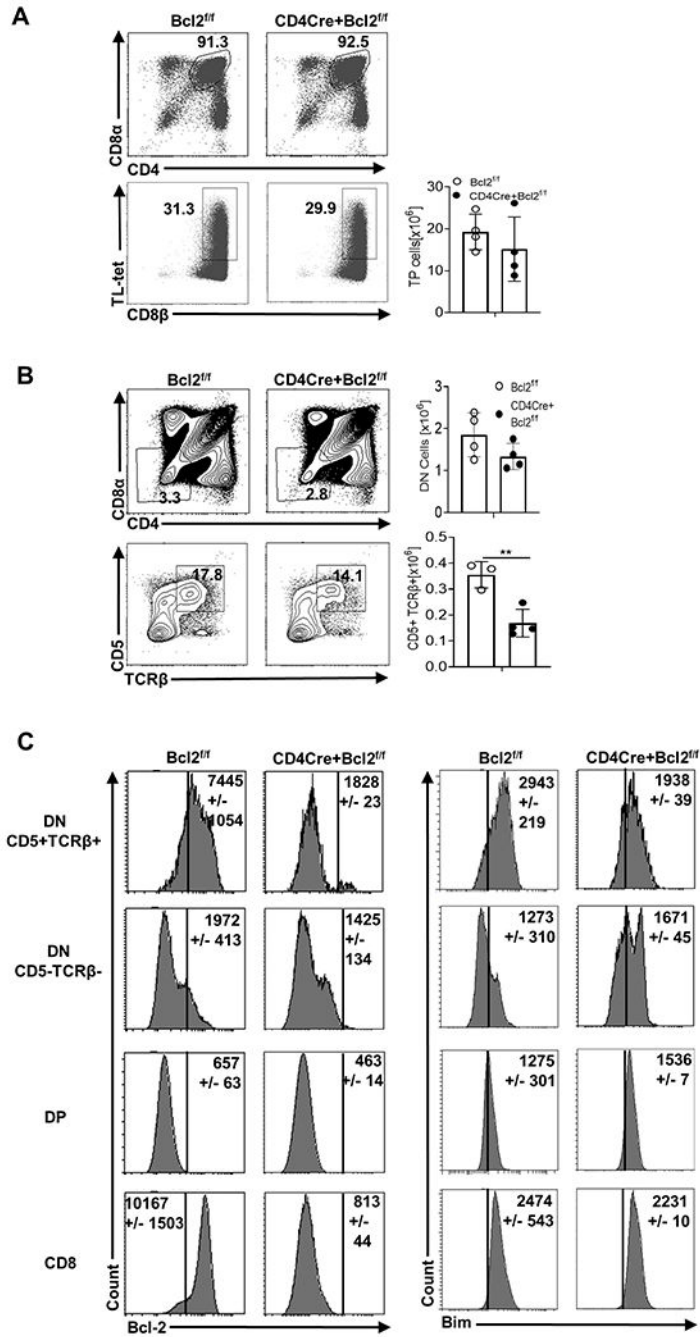 A
Bcl2f/f
CD4Cre+Bcl2f/f
91.3
92.5
CD8α
CD4
31.3
29.9
TL-tet
CD8β
Bcl2f/f
CD4Cre+Bcl2f/f
TP cells[x10⁶]
30
20
10
0
B
Bcl2f/f
CD4Cre+Bcl2f/f
3.3
2.8
CD8α
CD4
Bcl2f/f
CD4Cre+
Bcl2f/f
DN Cells [x10⁶]
3
2
1
0
17.8
14.1
CD5
TCRβ
**
CD5+ TCRβ+[x10⁶]
0.5
0.4
0.3
0.2
0.1
0.0
C
Bcl2f/f
CD4Cre+Bcl2f/f
Bcl2f/f
CD4Cre+Bcl2f/f
DN
CD5+TCRβ+
7445
+/-
1054
1828
+/- 23
2943
+/-
219
1938
+/- 39
DN
CD5-TCRβ-
1972
+/- 413
1425
+/-
134
1273
+/- 310
1671
+/- 45
DP
657
+/- 63
463
+/- 14
1275
+/- 301
1536
+/- 7
CD8
10167
+/- 1503
813
+/-
44
2474
+/- 543
2231
+/- 10
Count
Bcl-2
Count
Bim